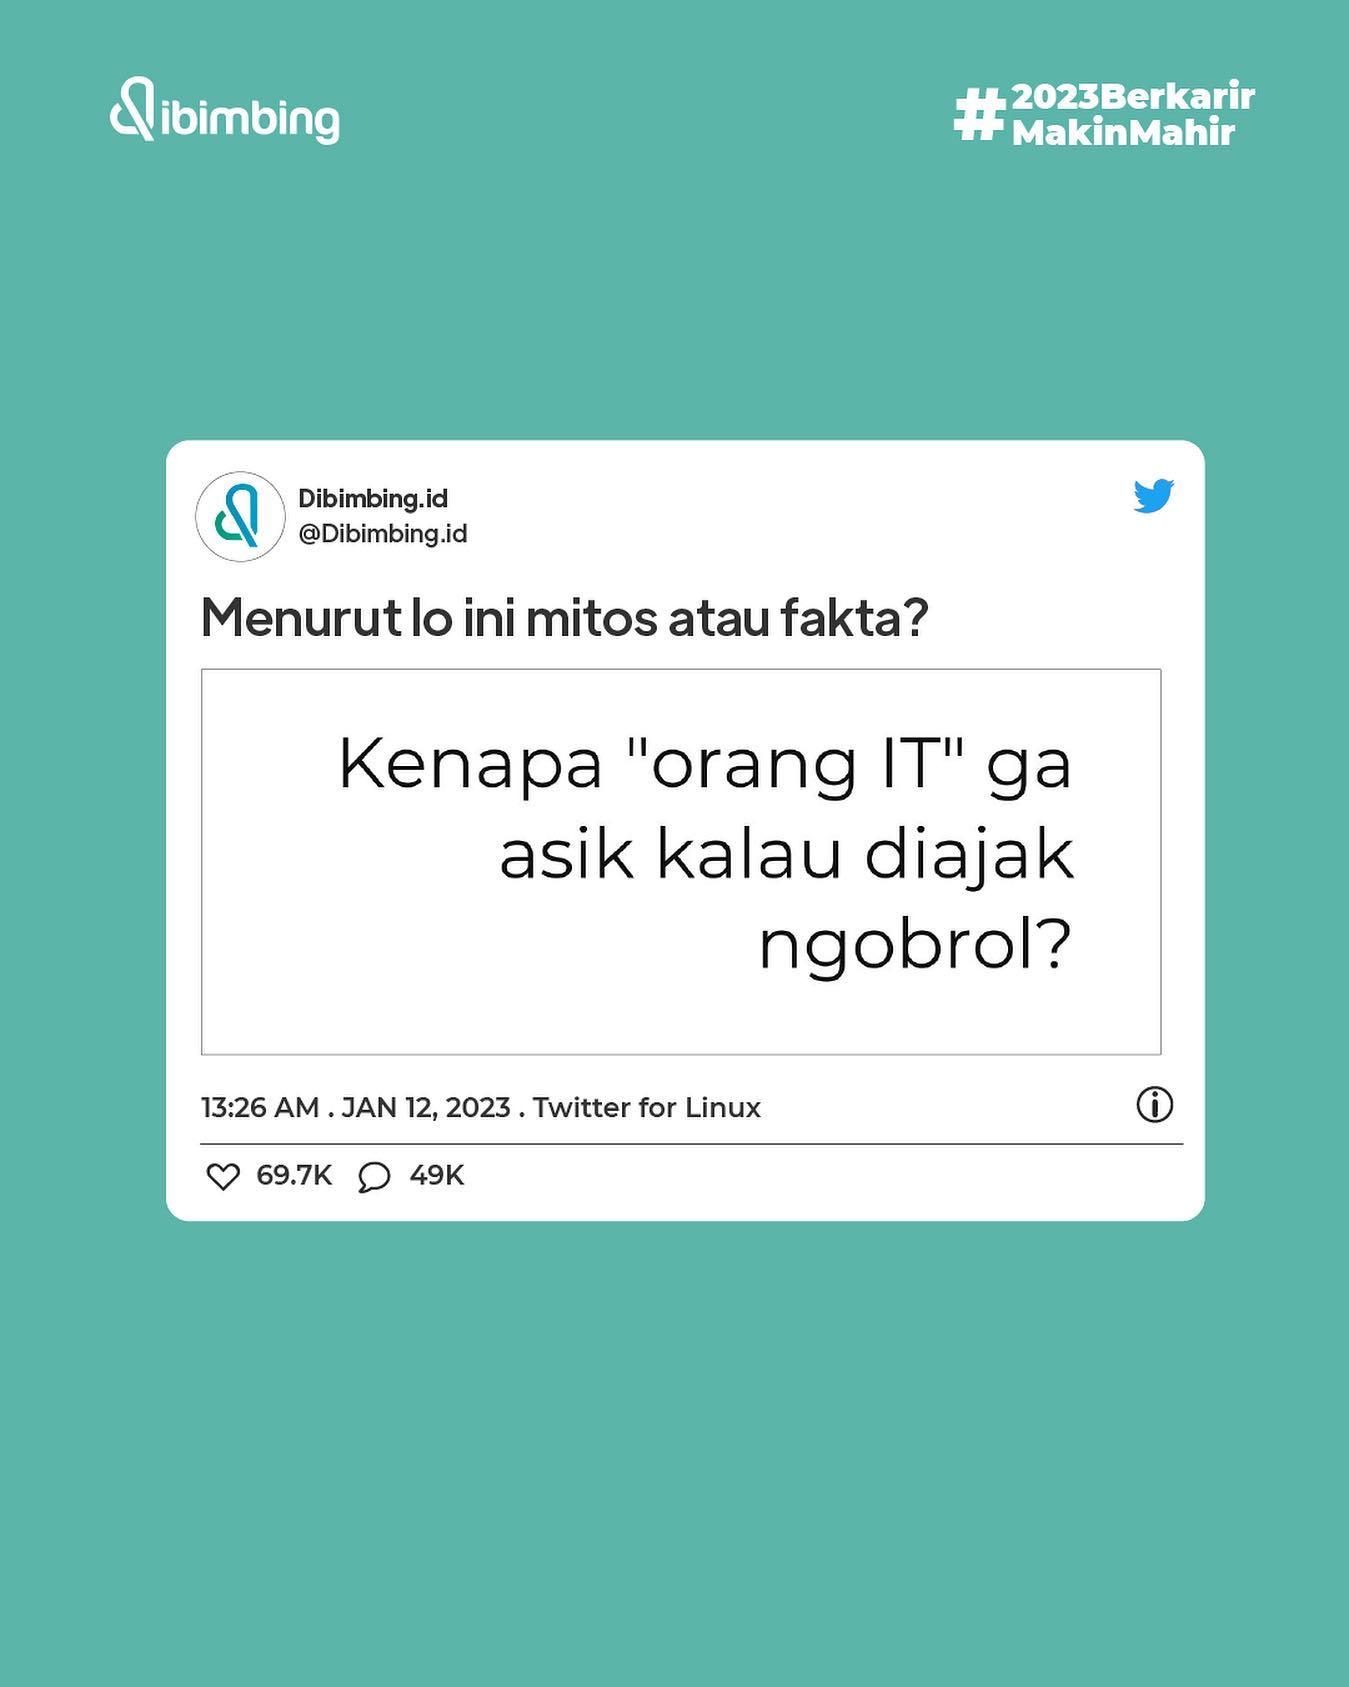 Dibimbing
#2023Berkarir
MakinMahir
Dibimbing.id
@Dibimbing.id
Menurut lo ini mitos atau fakta?
Kenapa "orang IT" ga
asik kalau diajak
ngobrol?
13:26 AM . JAN 12, 2023 . Twitter for Linux
69.7K 49K